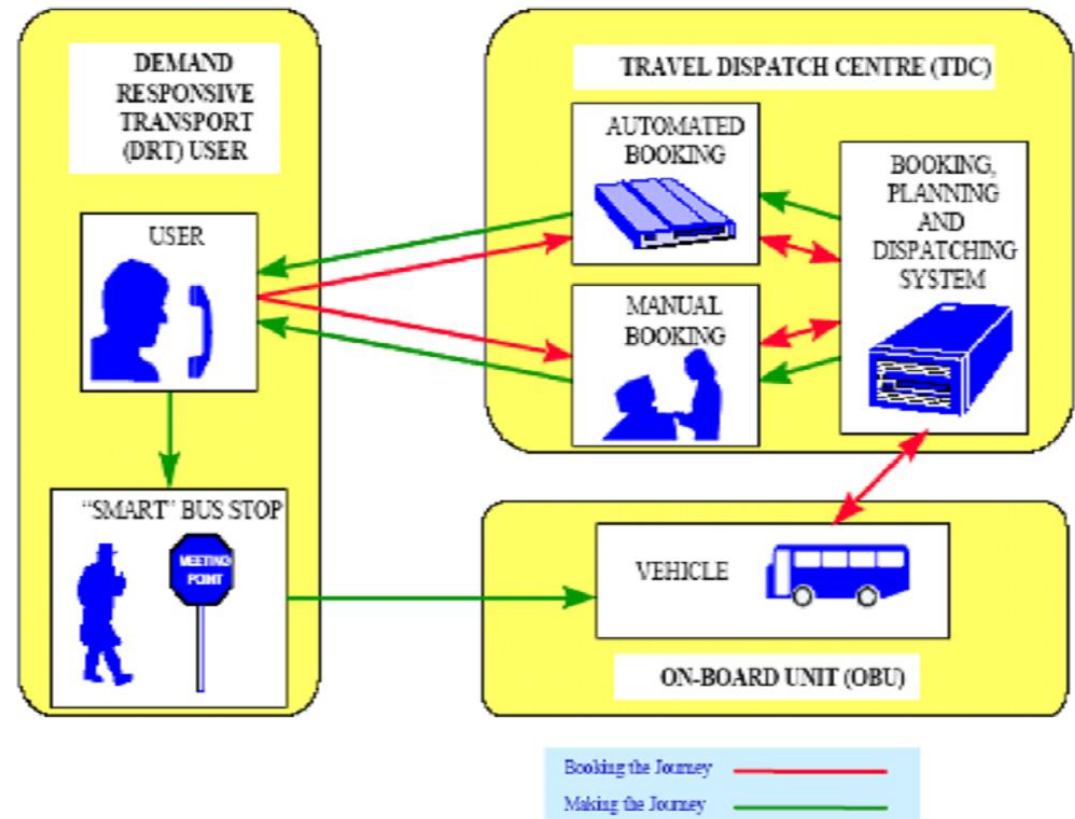 DEMAND
RESPONSIVE
TRANSPORT
(DRT) USER
USER
“SMART” BUS STOP
MEETING
POINT
TRAVEL DISPATCH CENTRE (TDC)
AUTOMATED
BOOKING
MANUAL
BOOKING
BOOKING,
PLANNING
AND
DISPATCHING
SYSTEM
VEHICLE
ON-BOARD UNIT (OBU)
Booking the Journey
Making the Journey